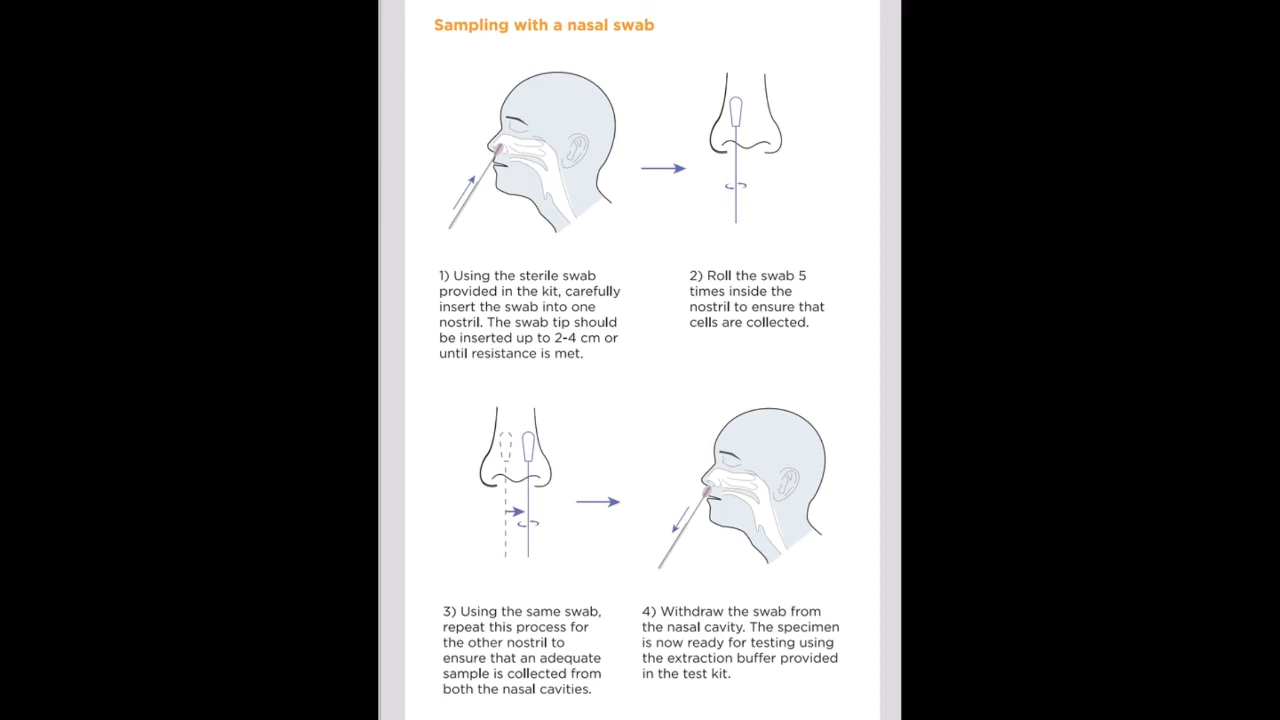 Sampling with a nasal swab
1) Using the sterile swab
provided in the kit, carefully
insert the swab into one
nostril. The swab tip should
be inserted up to 2-4 cm or
until resistance is met.
2) Roll the swab 5
times inside the
nostril to ensure that
cells are collected.
3) Using the same swab,
repeat this process for
the other nostril to
ensure that an adequate
sample is collected from
both the nasal cavities.
4) Withdraw the swab from
the nasal cavity. The specimen
is now ready for testing using
the extraction buffer provided
in the test kit.